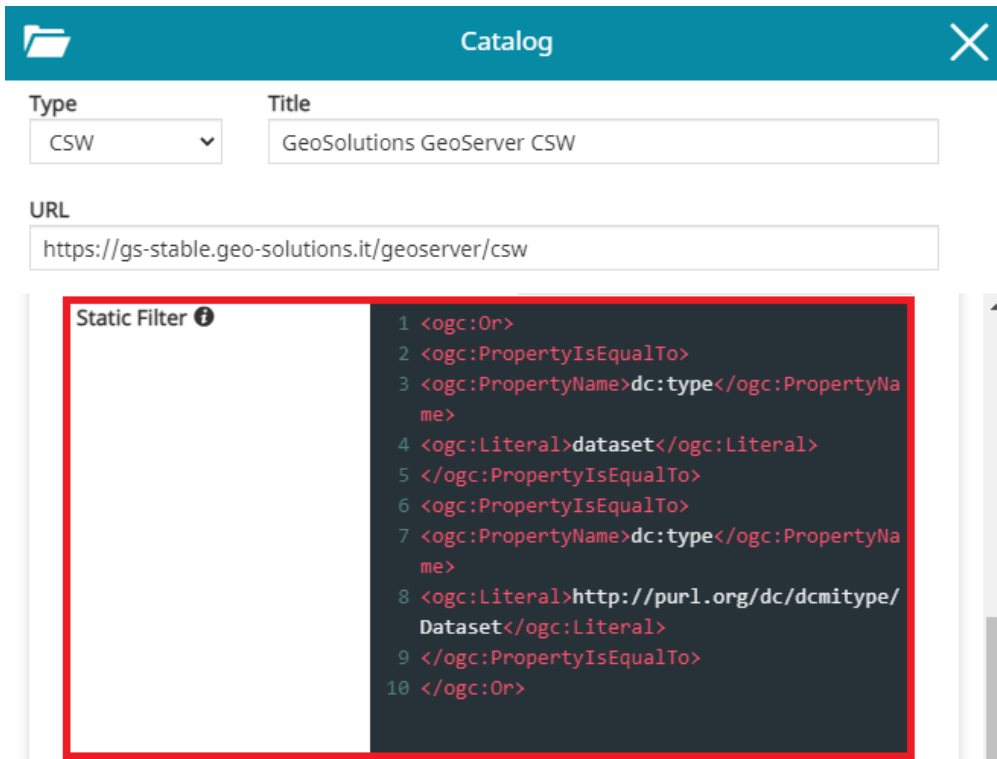 Catalog
Type Title
CSW GeoSolutions GeoServer CSW
URL
https://gs-stable.geo-solutions.it/geoserver/csw
Static Filter
1 <ogc:Or>
2 <ogc:PropertyIsEqualTo>
3 <ogc:PropertyName>dc:type</ogc:PropertyNa
me>
4 <ogc:Literal>dataset</ogc:Literal>
5 </ogc:PropertyIsEqualTo>
6 <ogc:PropertyIsEqualTo>
7 <ogc:PropertyName>dc:type</ogc:PropertyNa
me>
8 <ogc:Literal>http://purl.org/dc/dcmitype/
Dataset</ogc:Literal>
9 </ogc:PropertyIsEqualTo>
10 </ogc:Or>